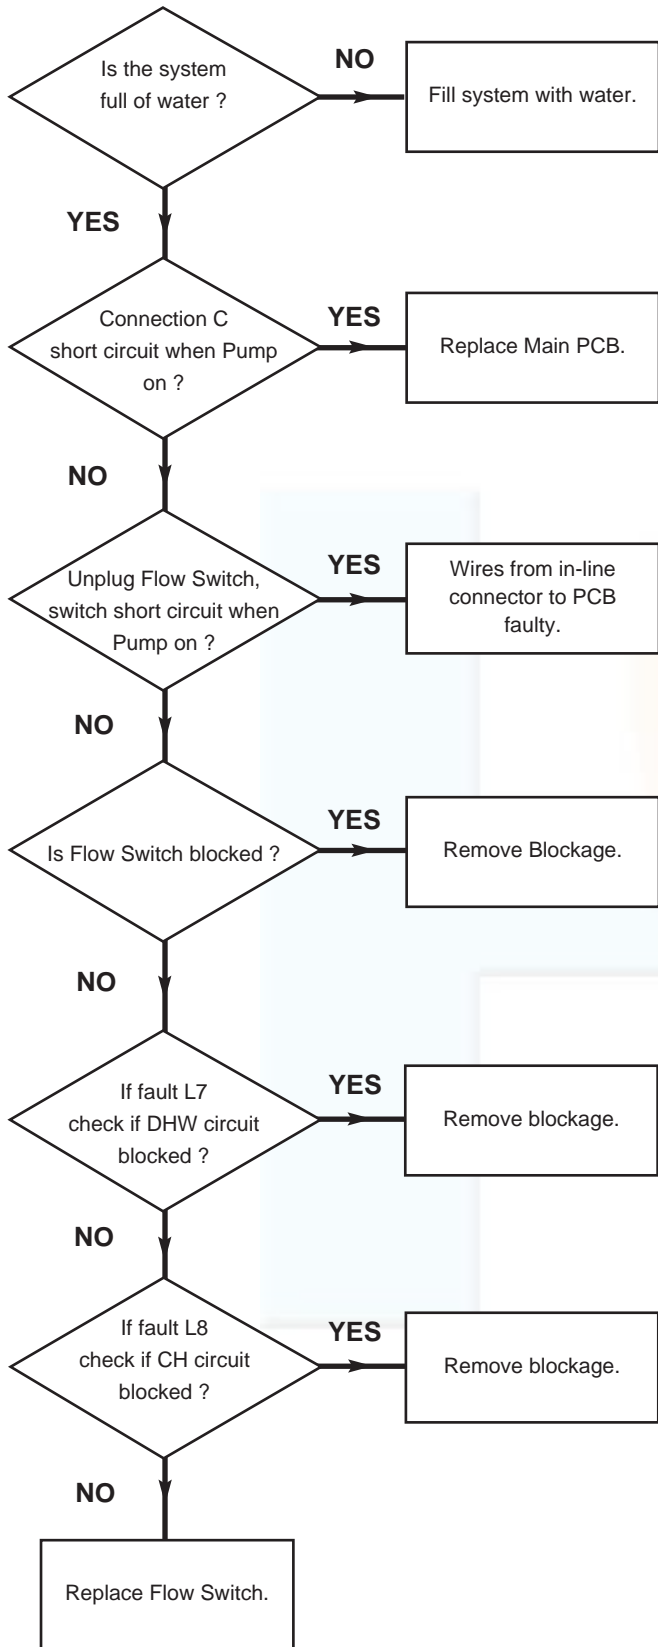 Is the system
full of water ?
NO
Fill system with water.
YES
Connection C
short circuit when Pump
on ?
YES
Replace Main PCB.
NO
Unplug Flow Switch,
switch short circuit when
Pump on ?
YES
Wires from in-line
connector to PCB
faulty.
NO
Is Flow Switch blocked ?
YES
Remove Blockage.
NO
If fault L7
check if DHW circuit
blocked ?
YES
Remove blockage.
NO
If fault L8
check if CH circuit
blocked ?
YES
Remove blockage.
NO
Replace Flow Switch.